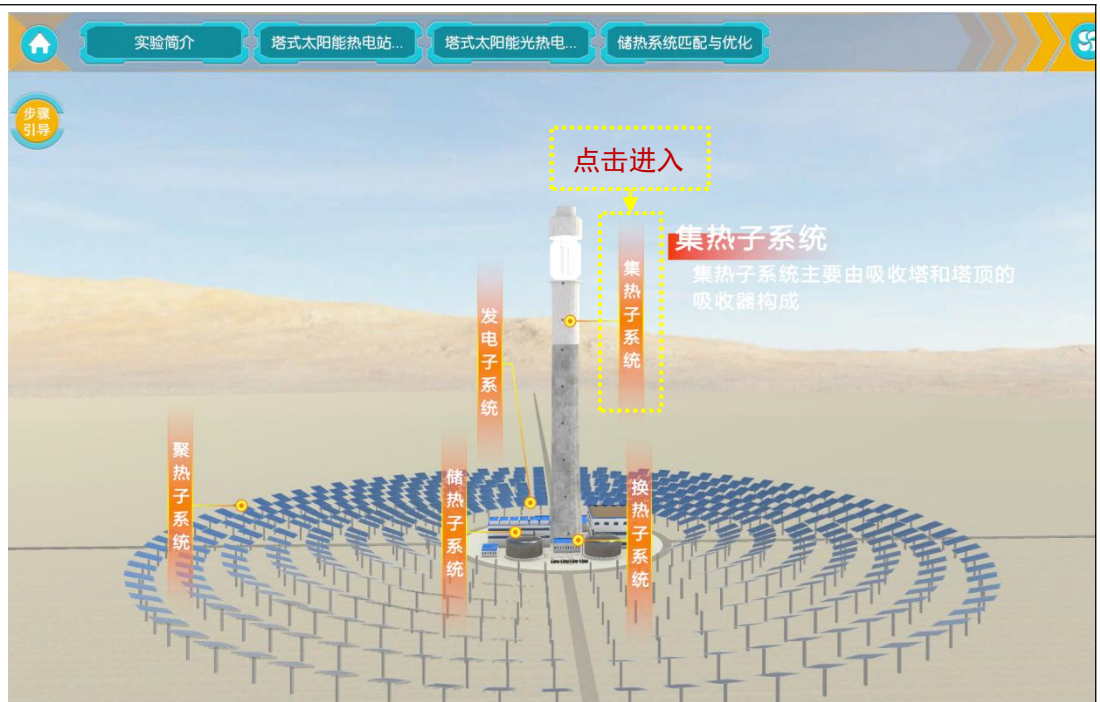 实验简介
塔式太阳能热电站...
塔式太阳能光热电...
储热系统匹配与优化
步骤
引导
点击进入
集热子系统
集热子系统主要由吸收塔和塔顶的
吸收器构成
集热子系统
发电子系统
聚热子系统
储热子系统
换热子系统